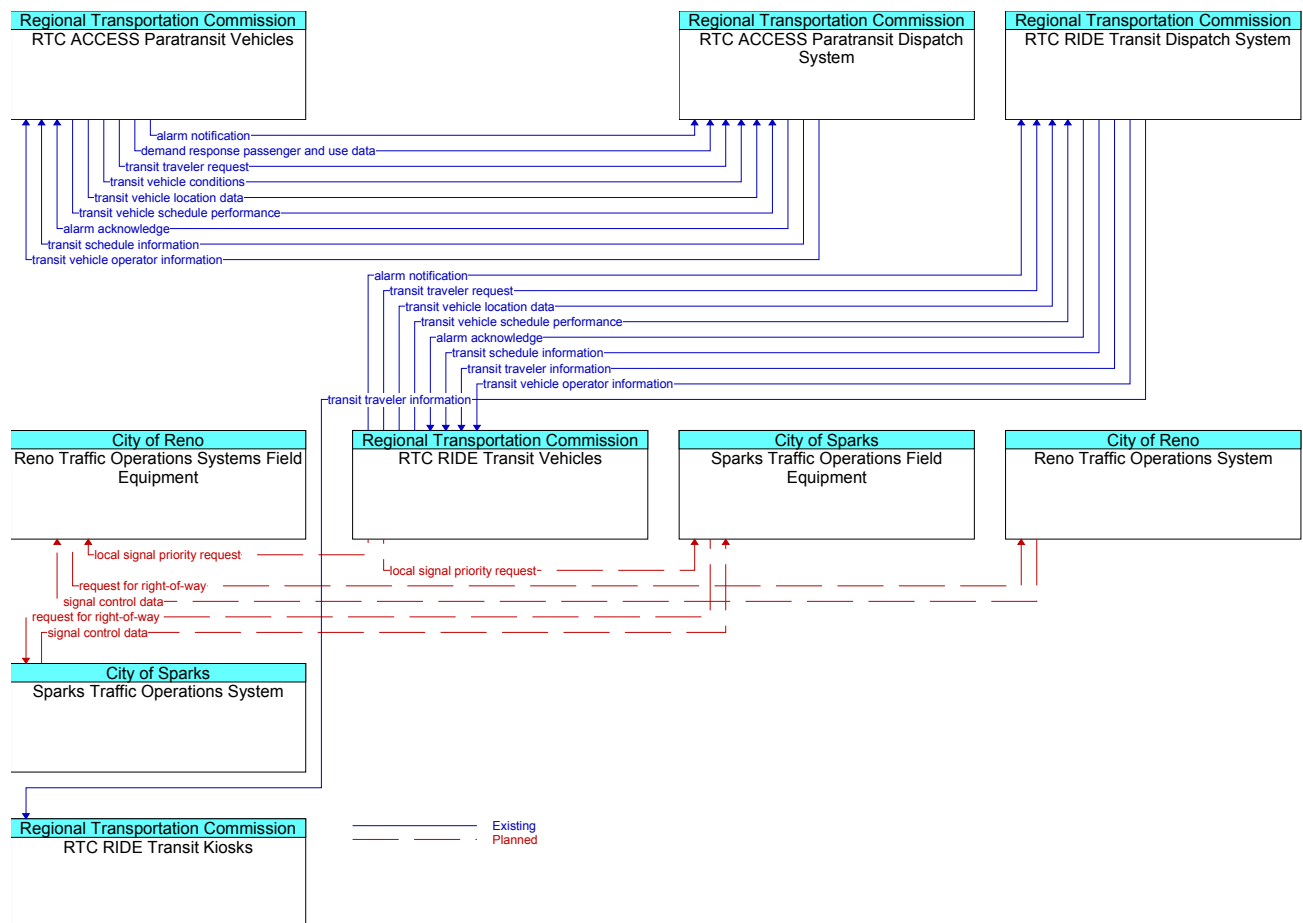 Regional Transportation Commission
RTC ACCESS Paratransit Vehicles
Regional Transportation Commission
RTC ACCESS Paratransit Dispatch
System
Regional Transportation Commission
RTC RIDE Transit Dispatch System
alarm notification
demand response passenger and use data
transit traveler request
transit vehicle conditions
transit vehicle location data
transit vehicle schedule performance
alarm acknowledge
transit schedule information
transit vehicle operator information
alarm notification
transit traveler request
transit vehicle location data
transit vehicle schedule performance
alarm acknowledge
transit schedule information
transit traveler information
transit vehicle operator information
transit traveler information
City of Reno
Reno Traffic Operations Systems Field
Equipment
Regional Transportation Commission
RTC RIDE Transit Vehicles
City of Sparks
Sparks Traffic Operations Field
Equipment
City of Reno
Reno Traffic Operations System
local signal priority request
local signal priority request
request for right-of-way
signal control data
request for right-of-way
signal control data
City of Sparks
Sparks Traffic Operations System
Regional Transportation Commission
RTC RIDE Transit Kiosks
Existing
Planned